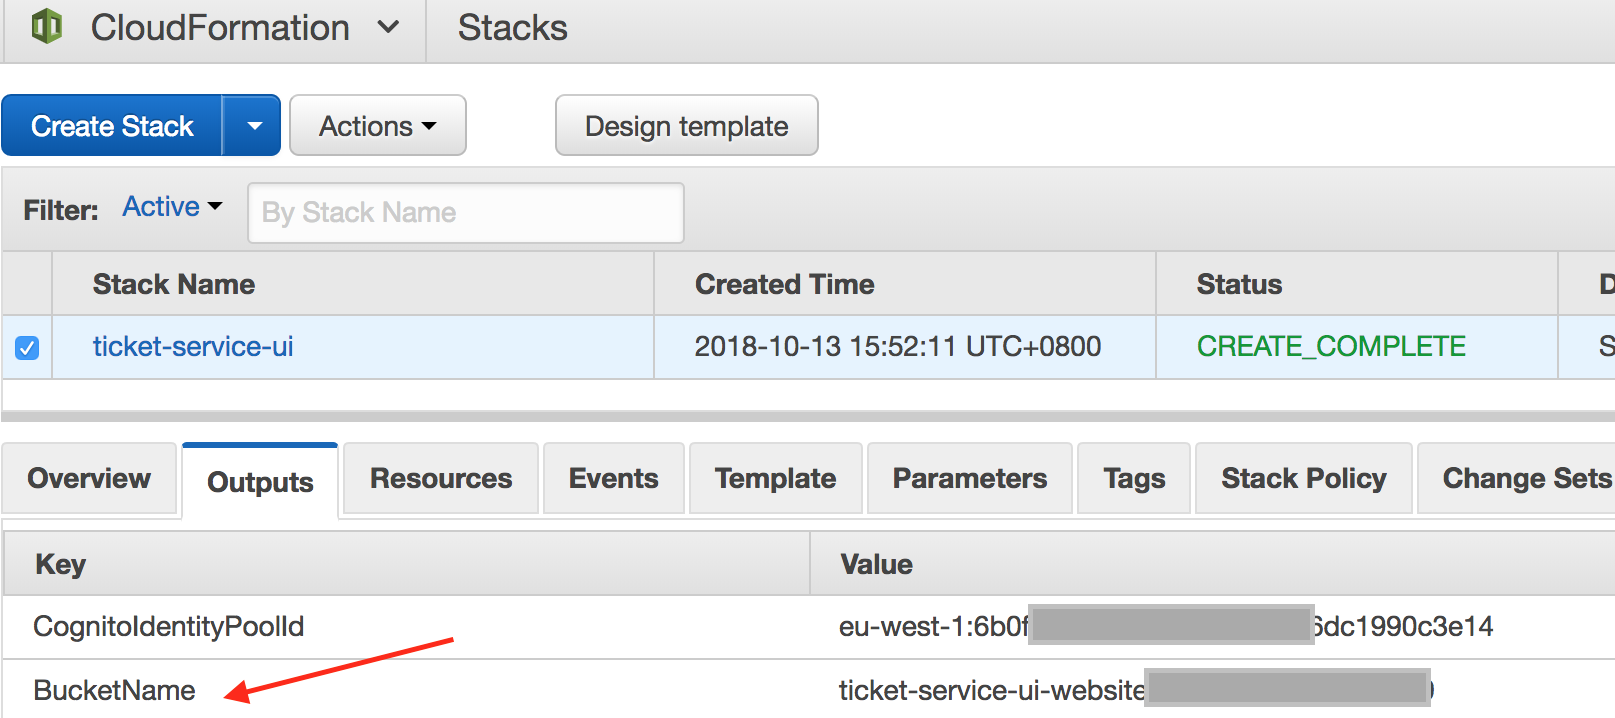 CloudFormation Stacks
Create Stack Actions Design template
Filter: Active By Stack Name
Stack Name Created Time Status
ticket-service-ui 2018-10-13 15:52:11 UTC+0800 CREATE_COMPLETE
Overview Outputs Resources Events Template Parameters Tags Stack Policy Change Sets
Key Value
CognitoIdentityPoolId eu-west-1:6b0f 6dc1990c3e14
BucketName ticket-service-ui-website